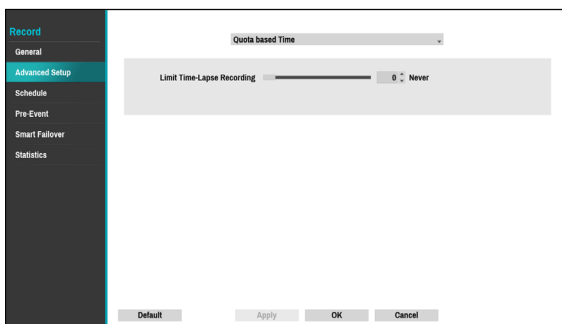 Record
General
Advanced Setup
Schedule
Pre-Event
Smart Failover
Statistics
Quota based Time
Limit Time-Lapse Recording 0 Never
Default Apply OK Cancel